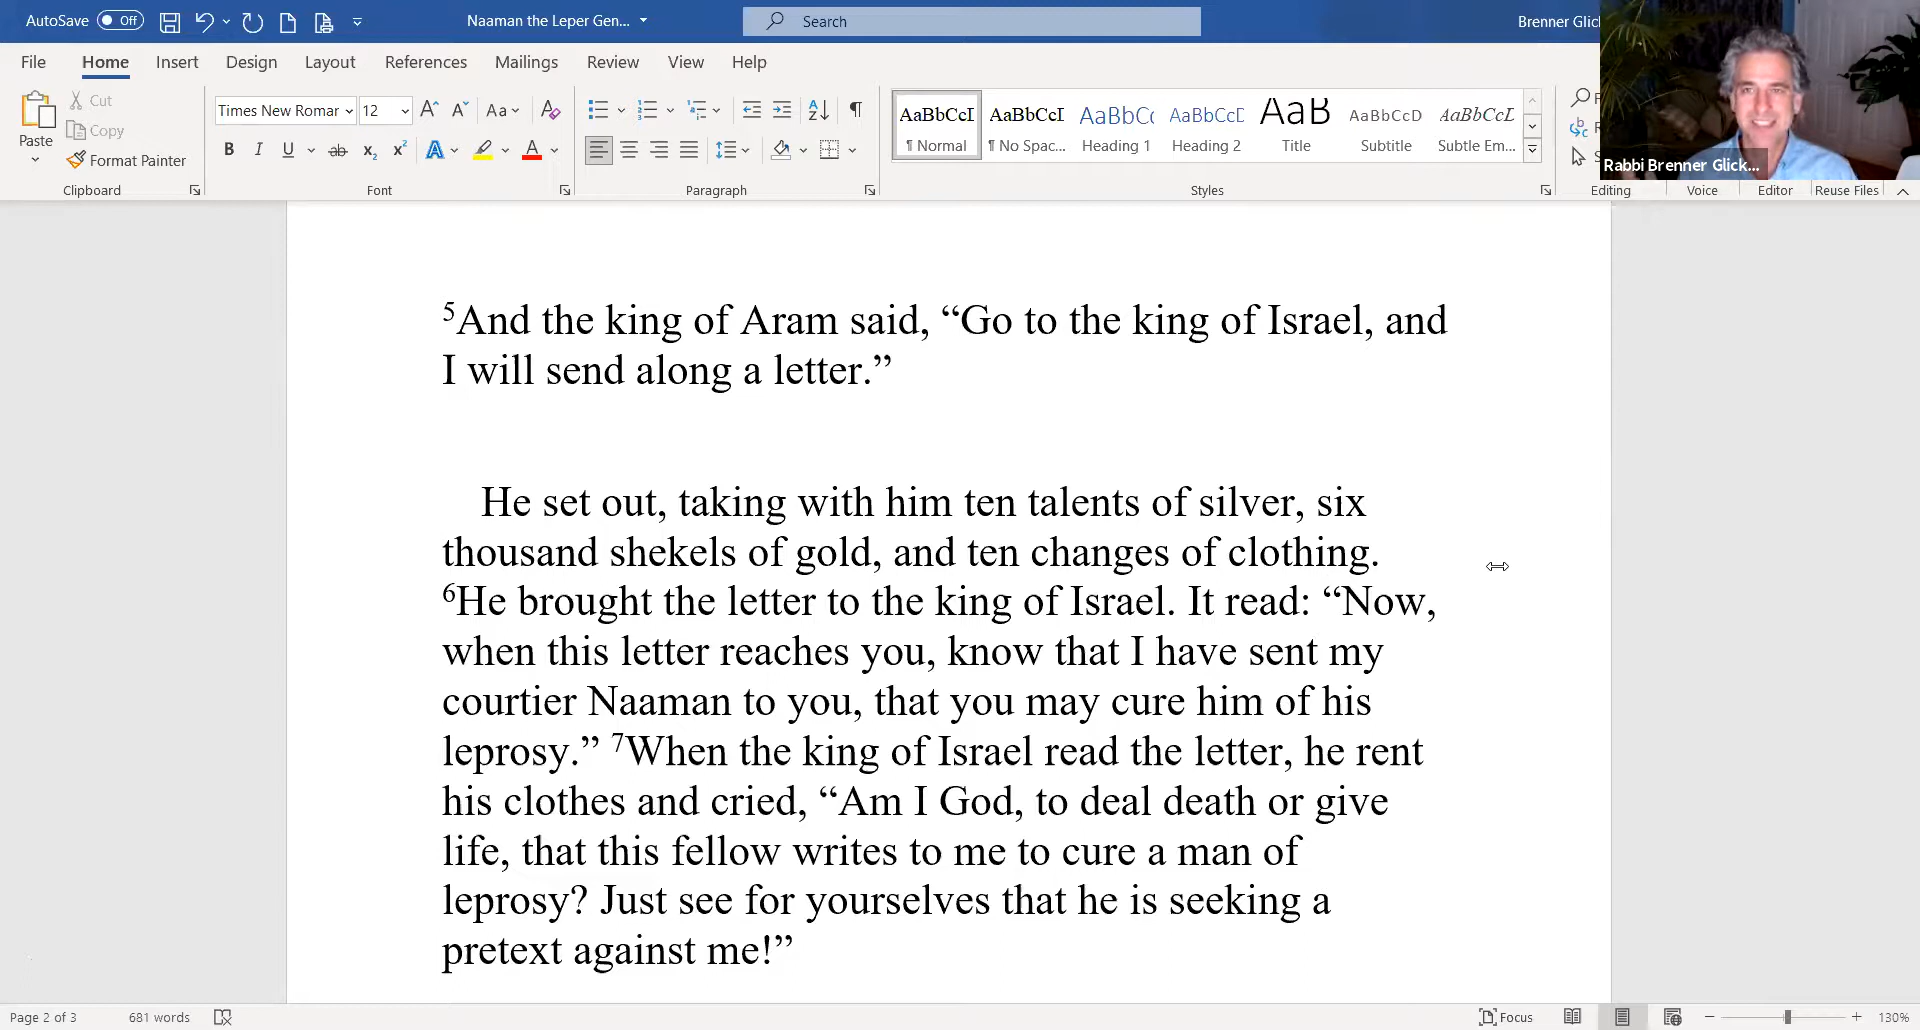 AutoSave Off Naaman the Leper Gen... Search Brenner Glick
File Home Insert Design Layout References Mailings Review View Help
Paste
Cut
Copy
Format Painter
Clipboard
Times New Romar 12 Aa
B I U ab x₂ x² A A
Font
Paragraph
AaBbCcI AaBbCcI AaBbCc AaBbCcD AaB AaBbCcD AaBbCcD
¶ Normal ¶ No Spac... Heading 1 Heading 2 Title Subtitle Subtle Em...
Styles
Editing Voice Editor Reuse Files
Rabbi Brenner Glick...
⁵And the king of Aram said, “Go to the king of Israel, and
I will send along a letter.”
He set out, taking with him ten talents of silver, six
thousand shekels of gold, and ten changes of clothing.
⁶He brought the letter to the king of Israel. It read: “Now,
when this letter reaches you, know that I have sent my
courtier Naaman to you, that you may cure him of his
leprosy.” ⁷When the king of Israel read the letter, he rent
his clothes and cried, “Am I God, to deal death or give
life, that this fellow writes to me to cure a man of
leprosy? Just see for yourselves that he is seeking a
pretext against me!”
Page 2 of 3 681 words Focus 130%